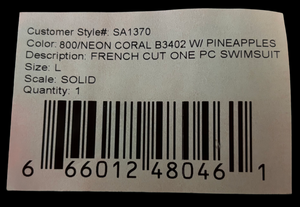 Customer Style#: SA1370
Color: 800/NEON CORAL B3402 W/ PINEAPPLES
Description: FRENCH CUT ONE PC SWIMSUIT
Size: L
Scale: SOLID
Quantity: 1
6 66012 48046 1